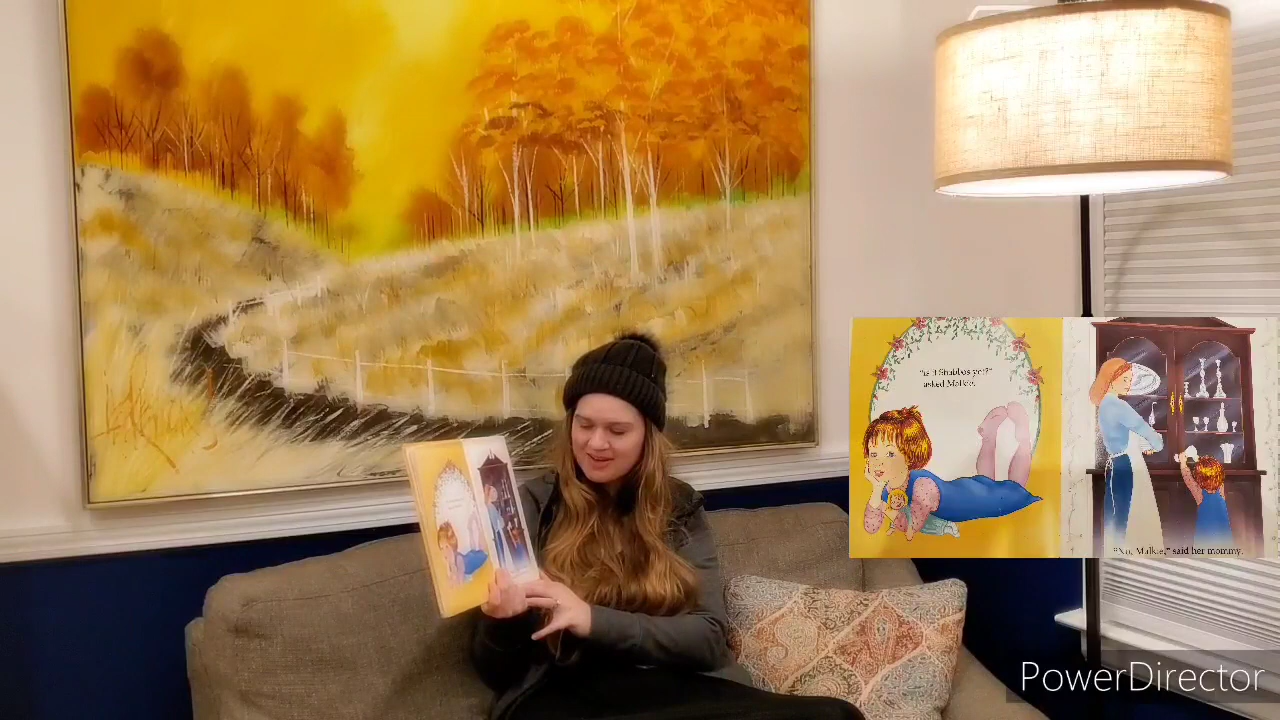 "Is it Shabbos yet?"
asked Malkie.
"No, Malkie," said her mommy.
PowerDirector